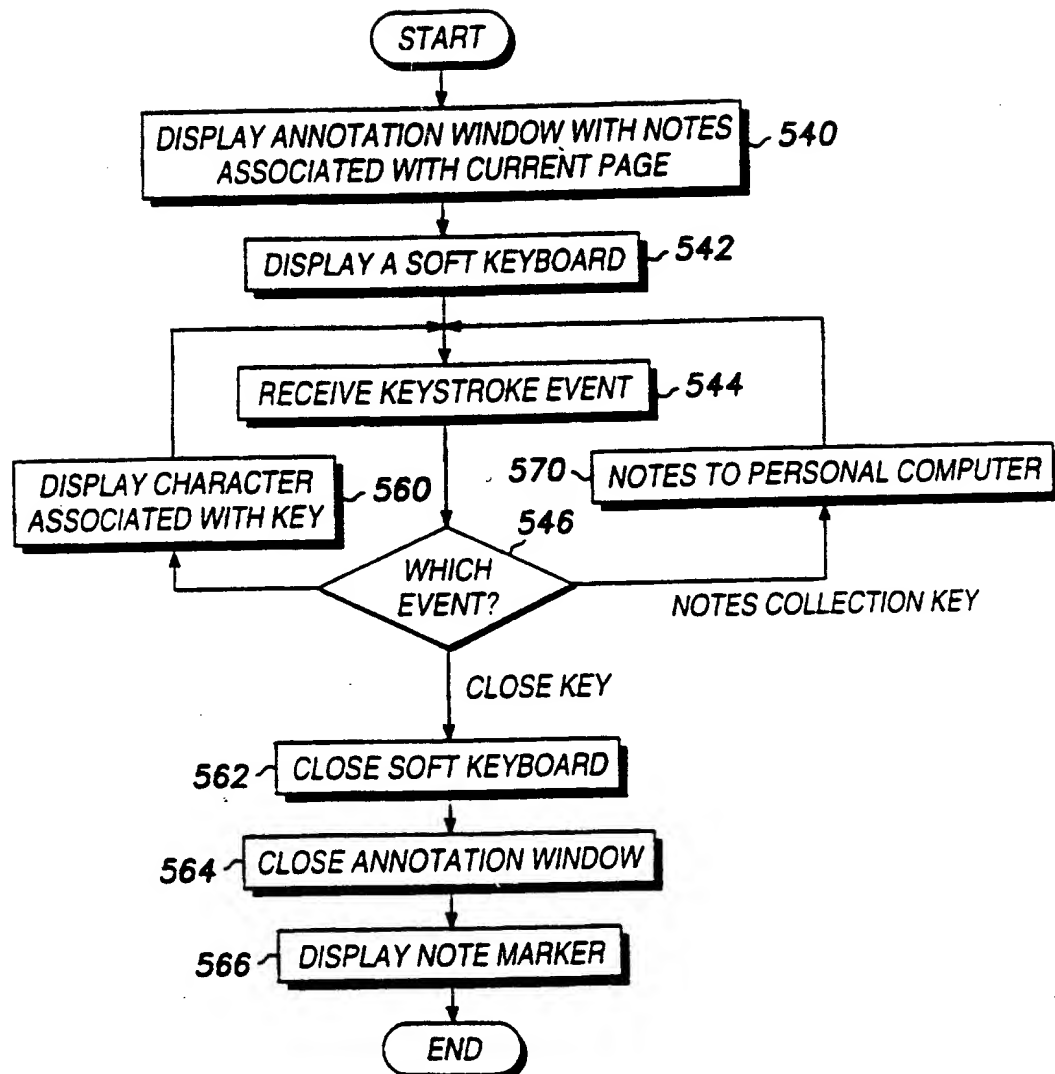 START
DISPLAY ANNOTATION WINDOW WITH NOTES
ASSOCIATED WITH CURRENT PAGE
540
DISPLAY A SOFT KEYBOARD
542
RECEIVE KEYSTROKE EVENT
544
DISPLAY CHARACTER
ASSOCIATED WITH KEY
560
570
NOTES TO PERSONAL COMPUTER
546
WHICH
EVENT?
NOTES COLLECTION KEY
CLOSE KEY
562
CLOSE SOFT KEYBOARD
564
CLOSE ANNOTATION WINDOW
566
DISPLAY NOTE MARKER
END